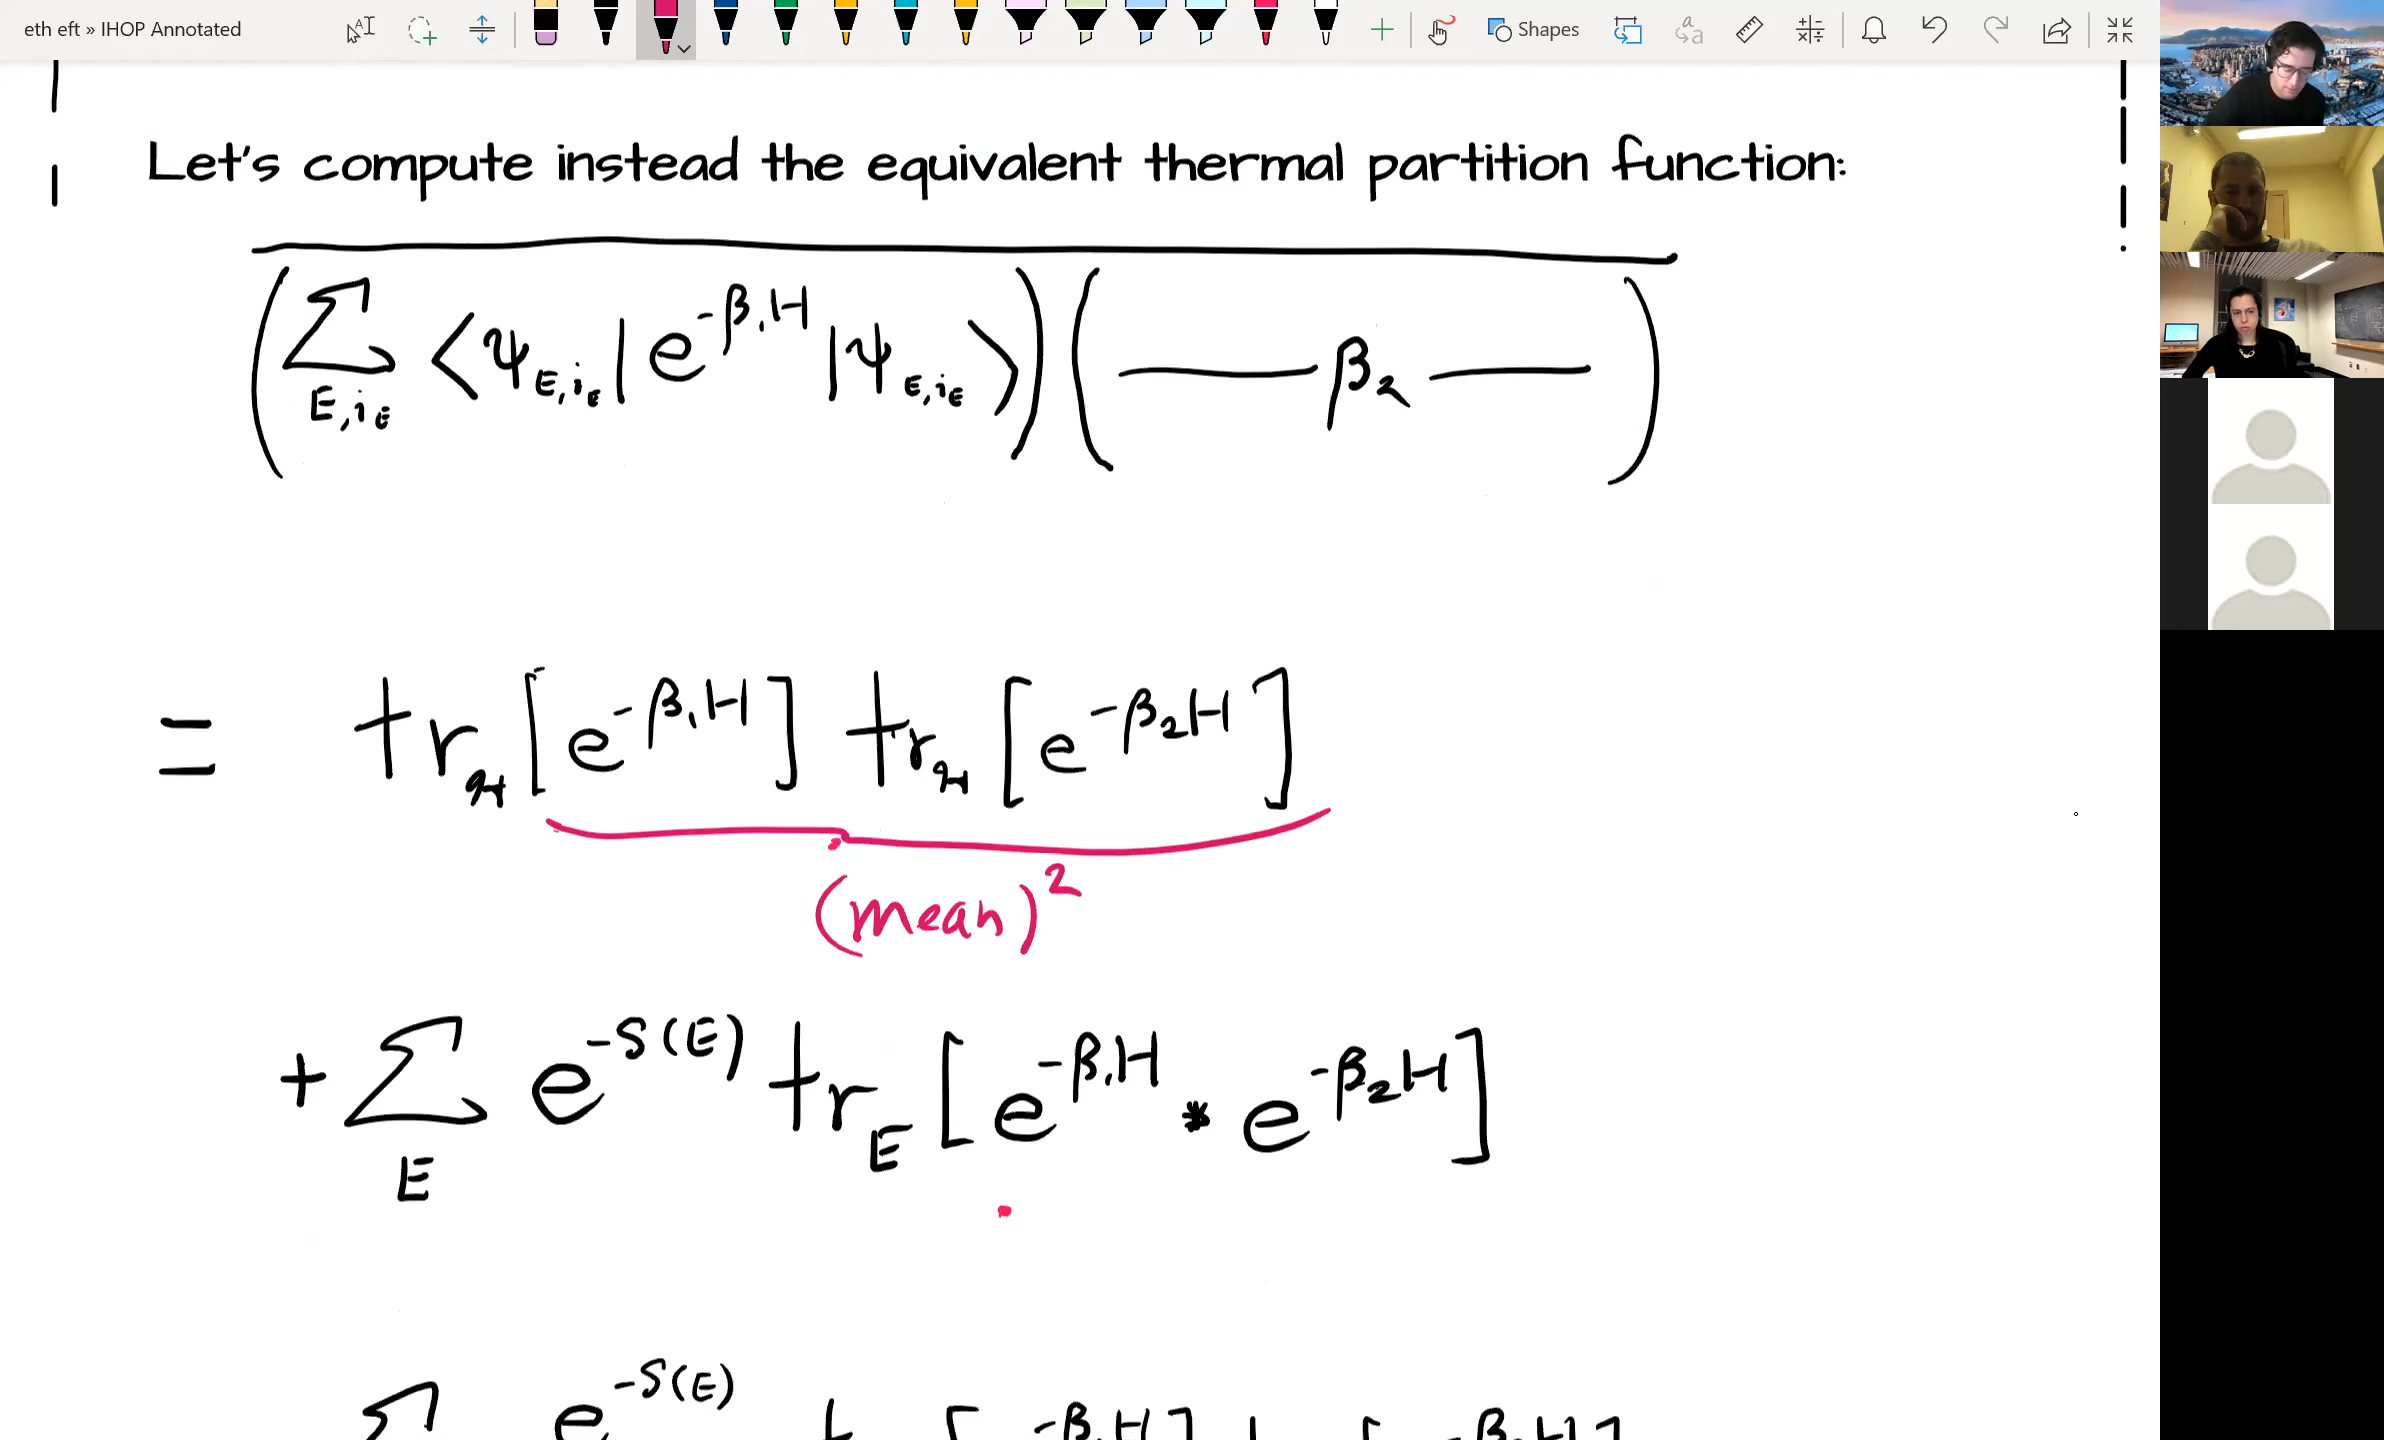 eth eft » IHOP Annotated
Shapes
Let's compute instead the equivalent thermal partition function:
(Σ_{E,i_E} ⟨ψ_{E,i_E}| e^{-β₁H} |ψ_{E,i_E}⟩)(— β₂ —)
= tr_ℋ [e^{-β₁H}] tr_ℋ [e^{-β₂H}]
(mean)²
+ Σ_E e^{-S(E)} tr_E [e^{-β₁H} * e^{-β₂H}]
e^{-S(E)}